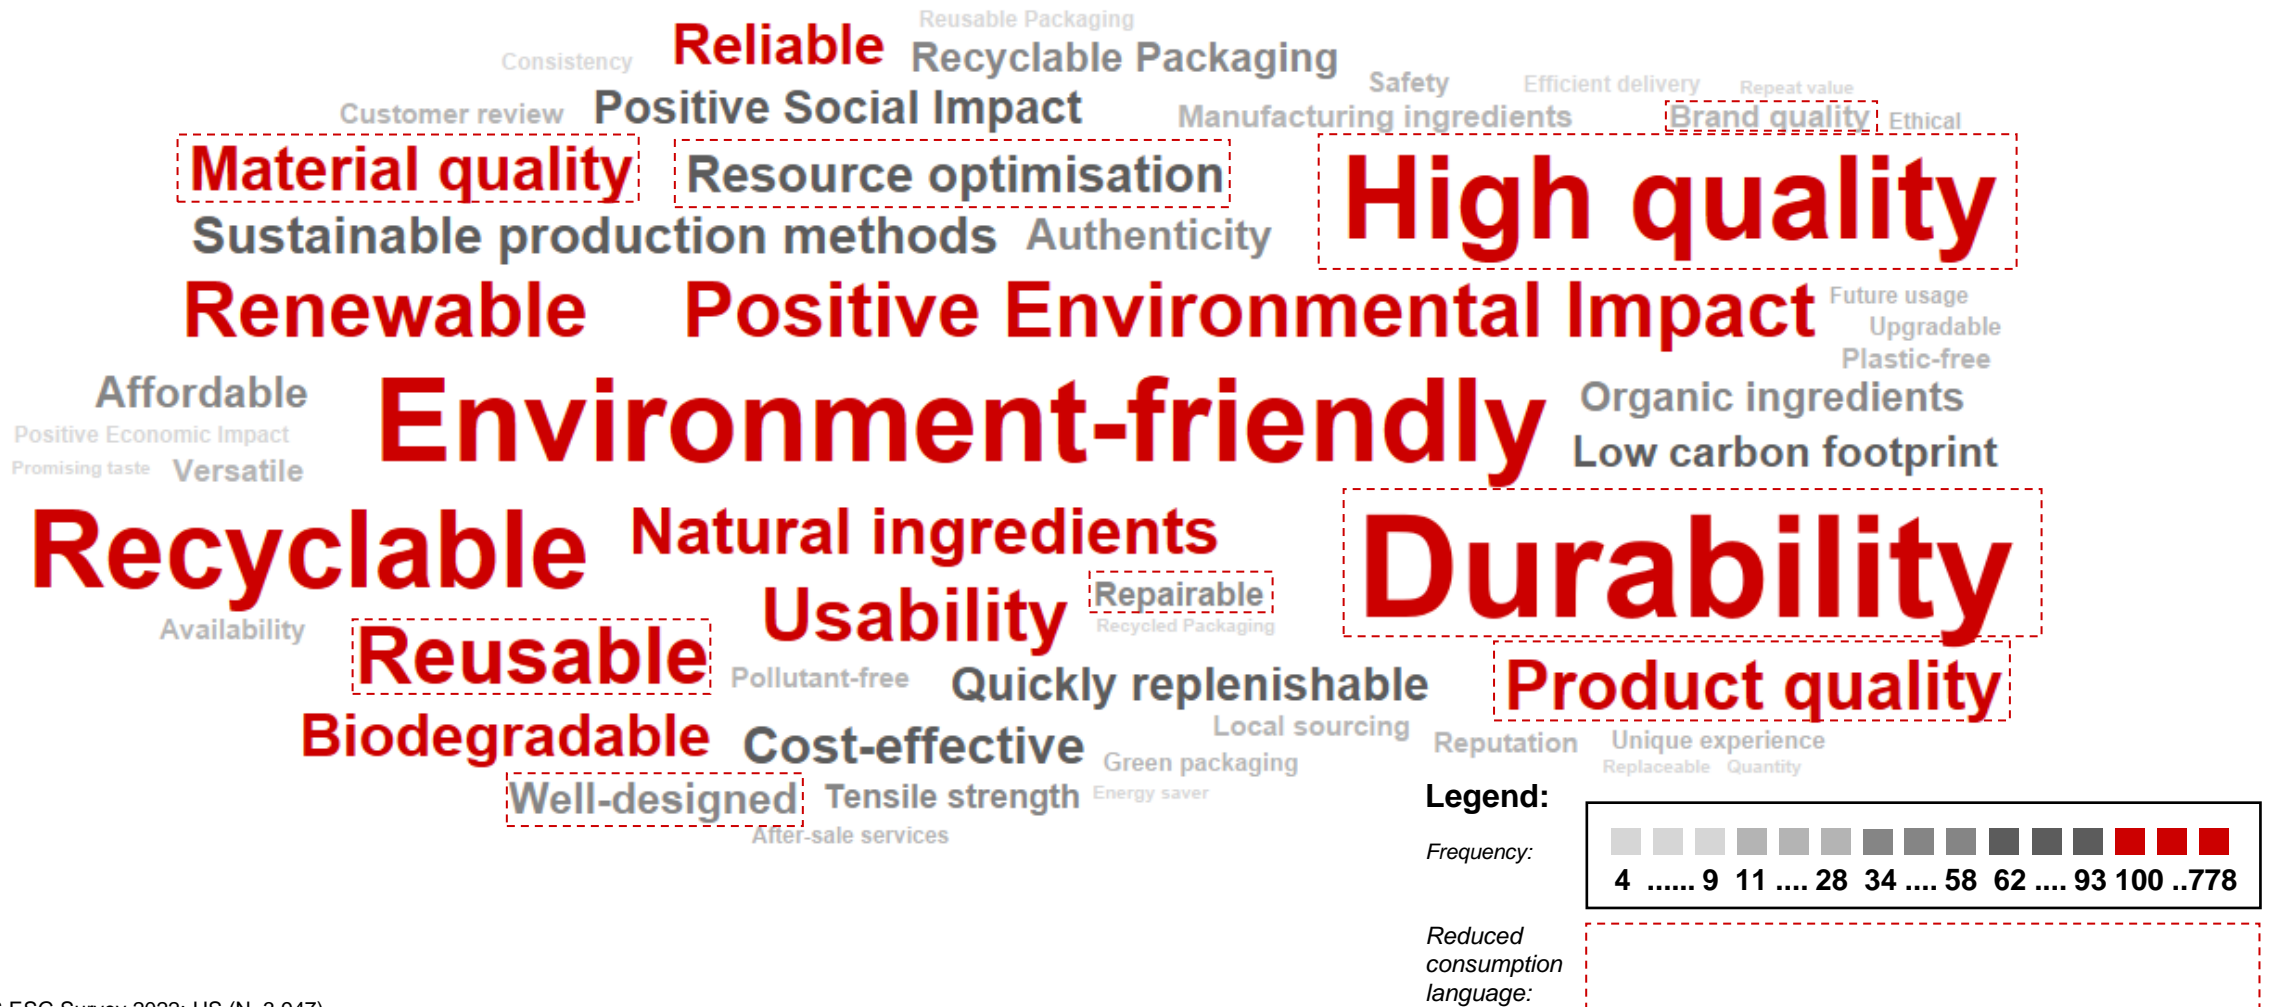 Reusable Packaging
Consistency Reliable Recyclable Packaging
Safety Efficient delivery Repeat value
Customer review Positive Social Impact Manufacturing ingredients Brand quality Ethical
Material quality Resource optimisation High quality
Sustainable production methods Authenticity
Renewable Positive Environmental Impact Future usage
Upgradable
Plastic-free
Affordable Environment-friendly Organic ingredients
Positive Economic Impact Low carbon footprint
Promising taste Versatile
Recyclable Natural ingredients Durability
Usability Repairable
Availability Recycled Packaging
Reusable Pollutant-free Quickly replenishable Product quality
Biodegradable Cost-effective Local sourcing Reputation Unique experience
Green packaging Replaceable Quantity
Well-designed Tensile strength Energy saver
After-sale services
Legend:
Frequency:
4 ...... 9 11 .... 28 34 .... 58 62 .... 93 100 ..778
Reduced
consumption
language:
ESG Survey 2022: US